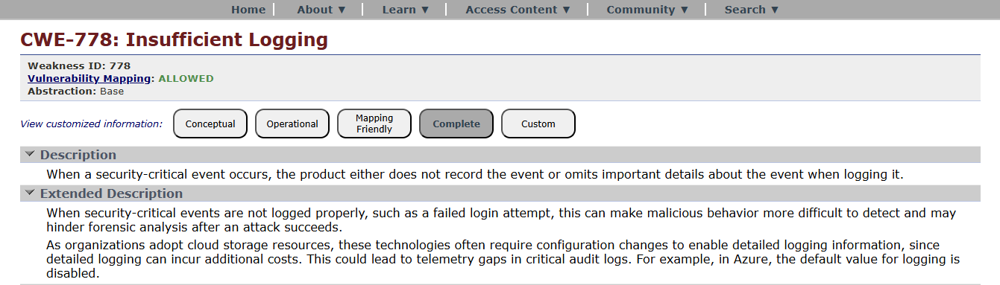 Home About ▼ Learn ▼ Access Content ▼ Community ▼ Search ▼
CWE-778: Insufficient Logging
Weakness ID: 778
Vulnerability Mapping: ALLOWED
Abstraction: Base
View customized information: Conceptual Operational Mapping Friendly Complete Custom
Description
When a security-critical event occurs, the product either does not record the event or omits important details about the event when logging it.
Extended Description
When security-critical events are not logged properly, such as a failed login attempt, this can make malicious behavior more difficult to detect and may
hinder forensic analysis after an attack succeeds.
As organizations adopt cloud storage resources, these technologies often require configuration changes to enable detailed logging information, since
detailed logging can incur additional costs. This could lead to telemetry gaps in critical audit logs. For example, in Azure, the default value for logging is
disabled.